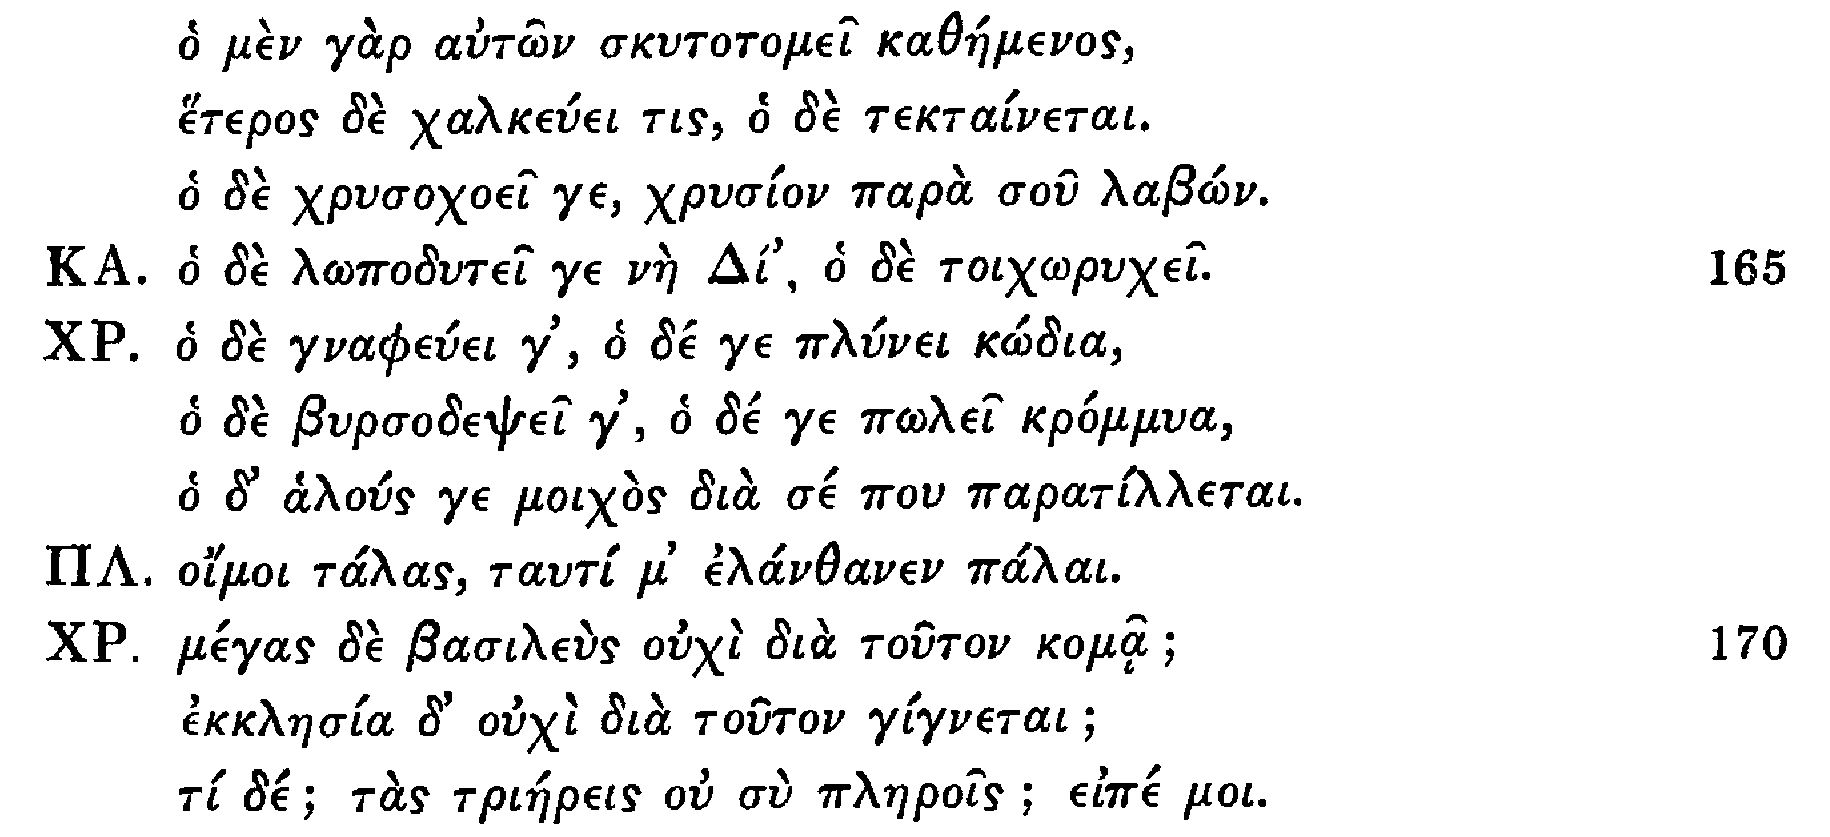 ὁ μὲν γὰρ αὐτῶν σκυτοτομεῖ καθήμενος,
ἕτερος δὲ χαλκεύει τις, ὁ δὲ τεκταίνεται.
ὁ δὲ χρυσοχοεῖ γε, χρυσίον παρὰ σοῦ λαβών.
ΚΑ. ὁ δὲ λωποδυτεῖ γε νὴ Δί’, ὁ δὲ τοιχωρυχεῖ. 165
ΧΡ. ὁ δὲ γναφεύει γ’, ὁ δέ γε πλύνει κώδια,
ὁ δὲ βυρσοδεψεῖ γ’, ὁ δέ γε πωλεῖ κρόμμυα,
ὁ δ’ ἁλούς γε μοιχὸς διὰ σέ που παρατίλλεται.
ΠΛ. οἴμοι τάλας, ταυτί μ’ ἐλάνθανεν πάλαι.
ΧΡ. μέγας δὲ βασιλεὺς οὐχὶ διὰ τοῦτον κομᾷ ; 170
ἐκκλησία δ’ οὐχὶ διὰ τοῦτον γίγνεται ;
τί δέ ; τὰς τριήρεις οὐ σὺ πληροῖς ; εἰπέ μοι.